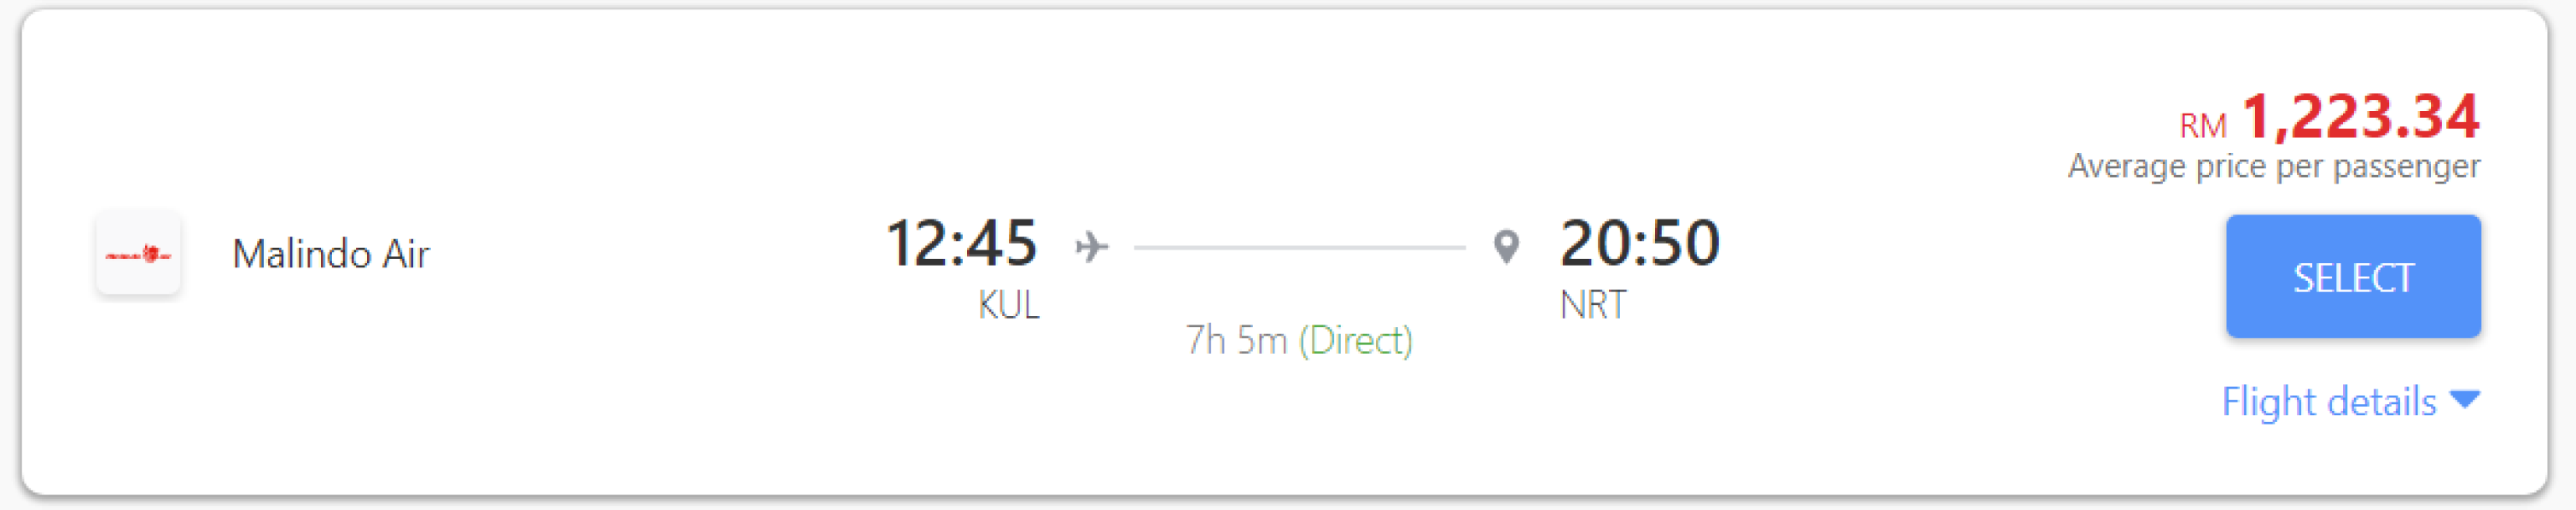 RM 1,223.34
Average price per passenger
Malindo Air
12:45
KUL
7h 5m (Direct)
20:50
NRT
SELECT
Flight details